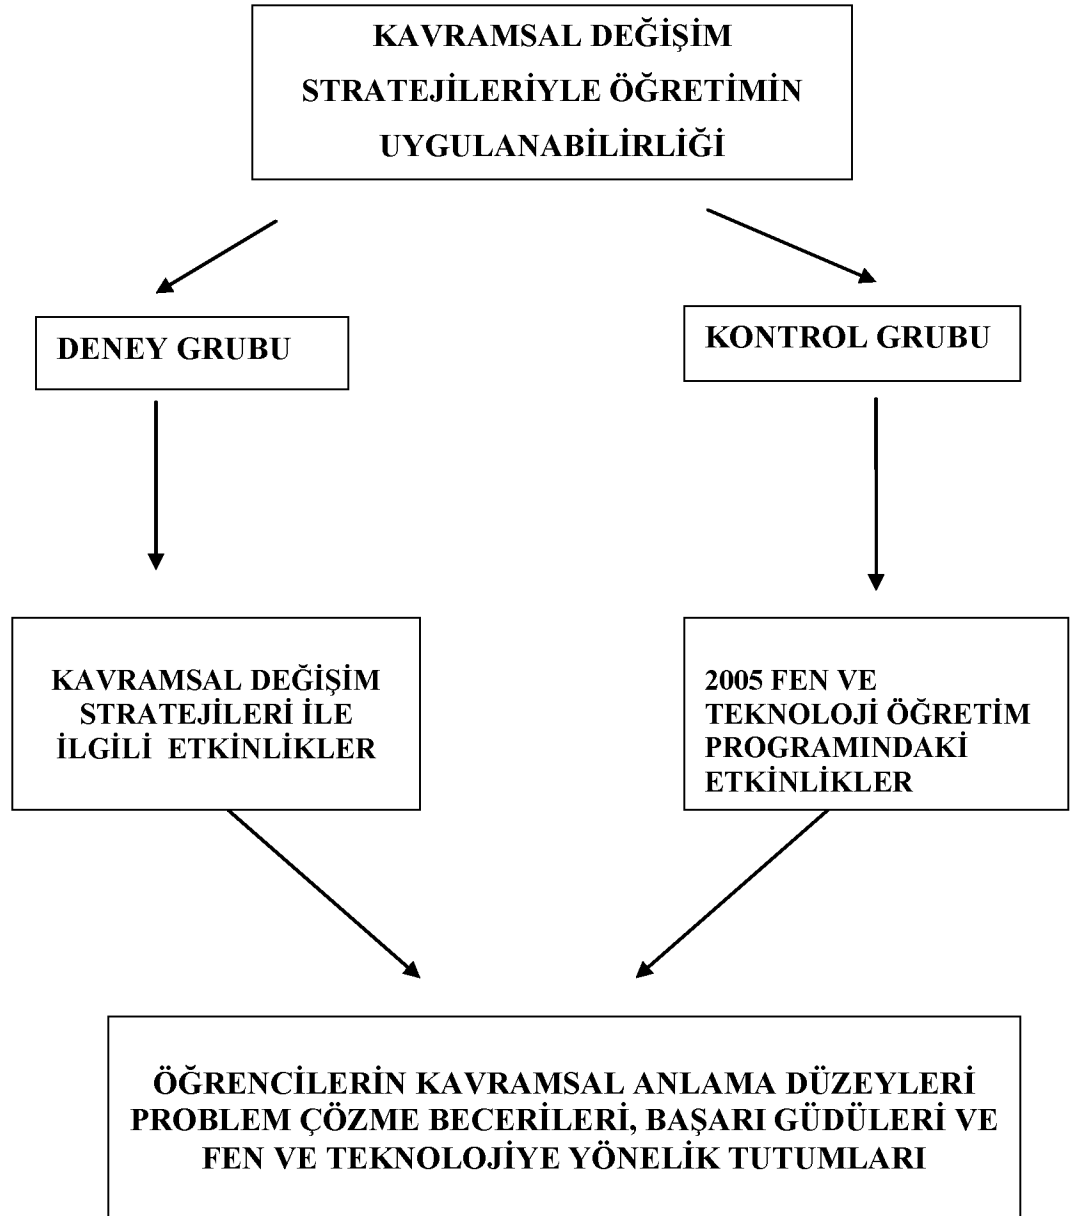 KAVRAMSAL DEĞİŞİM
STRATEJİLERİYLE ÖĞRETİMİN
UYGULANABİLİRLİĞİ
DENEY GRUBU
KONTROL GRUBU
KAVRAMSAL DEĞİŞİM
STRATEJİLERİ İLE
İLGİLİ ETKİNLİKLER
2005 FEN VE
TEKNOLOJİ ÖĞRETİM
PROGRAMINDAKİ
ETKİNLİKLER
ÖĞRENCİLERİN KAVRAMSAL ANLAMA DÜZEYLERİ
PROBLEM ÇÖZME BECERİLERİ, BAŞARI GÜDÜLERİ VE
FEN VE TEKNOLOJİYE YÖNELİK TUTUMLARI